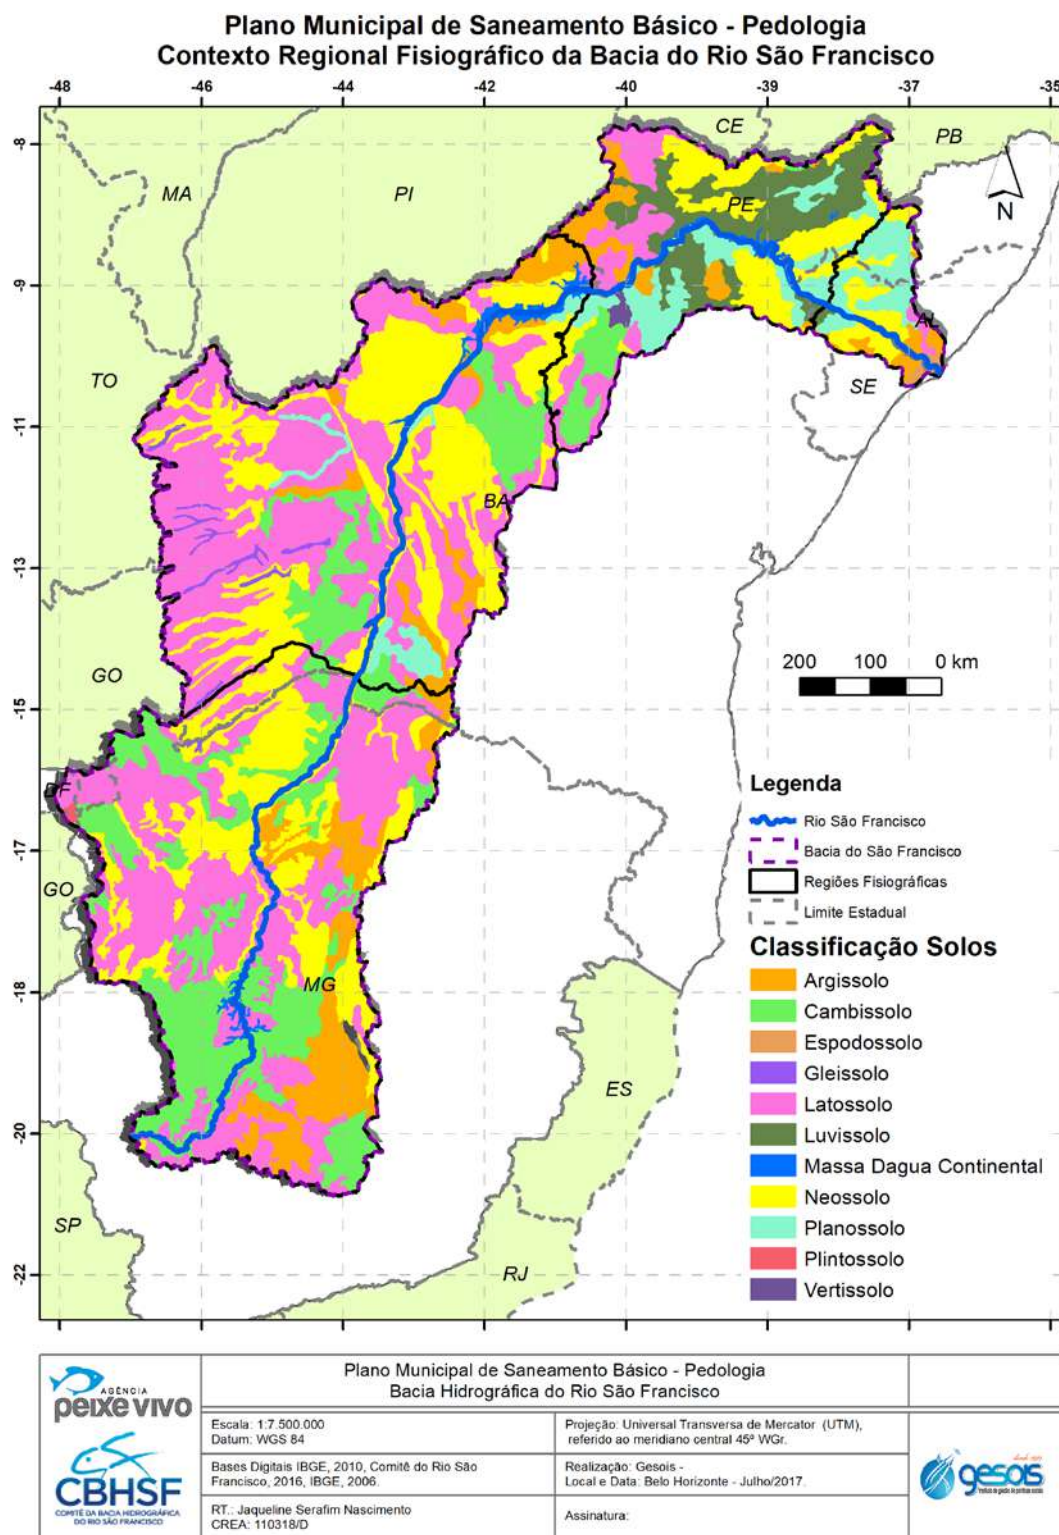 Plano Municipal de Saneamento Básico - Pedologia
Contexto Regional Fisiográfico da Bacia do Rio São Francisco
-48 -46 -44 -42 -40 -39 -37 -35
-8
-9
-11
-13
-15
-17
-18
-20
-22
CE
PB
MA
PI
PE
N
AL
TO
SE
BA
GO
DF
GO
MG
ES
SP
RJ
200 100 0 km
Legenda
Rio São Francisco
Bacia do São Francisco
Regiões Fisiográficas
Limite Estadual
Classificação Solos
Argissolo
Cambissolo
Espodossolo
Gleissolo
Latossolo
Luvissolo
Massa Dagua Continental
Neossolo
Planossolo
Plintossolo
Vertissolo
AGÊNCIA
peixe vivo
CBHSF
COMITÊ DA BACIA HIDROGRÁFICA
DO RIO SÃO FRANCISCO
Plano Municipal de Saneamento Básico - Pedologia
Bacia Hidrográfica do Rio São Francisco
Escala: 1:7.500.000
Datum: WGS 84
Projeção: Universal Transversa de Mercator (UTM),
referido ao meridiano central 45º WGr.
Bases Digitais IBGE, 2010, Comitê do Rio São
Francisco, 2016, IBGE, 2006.
Realização: Gesois -
Local e Data: Belo Horizonte - Julho/2017.
RT.: Jaqueline Serafim Nascimento
CREA: 110318/D
Assinatura:
gesois